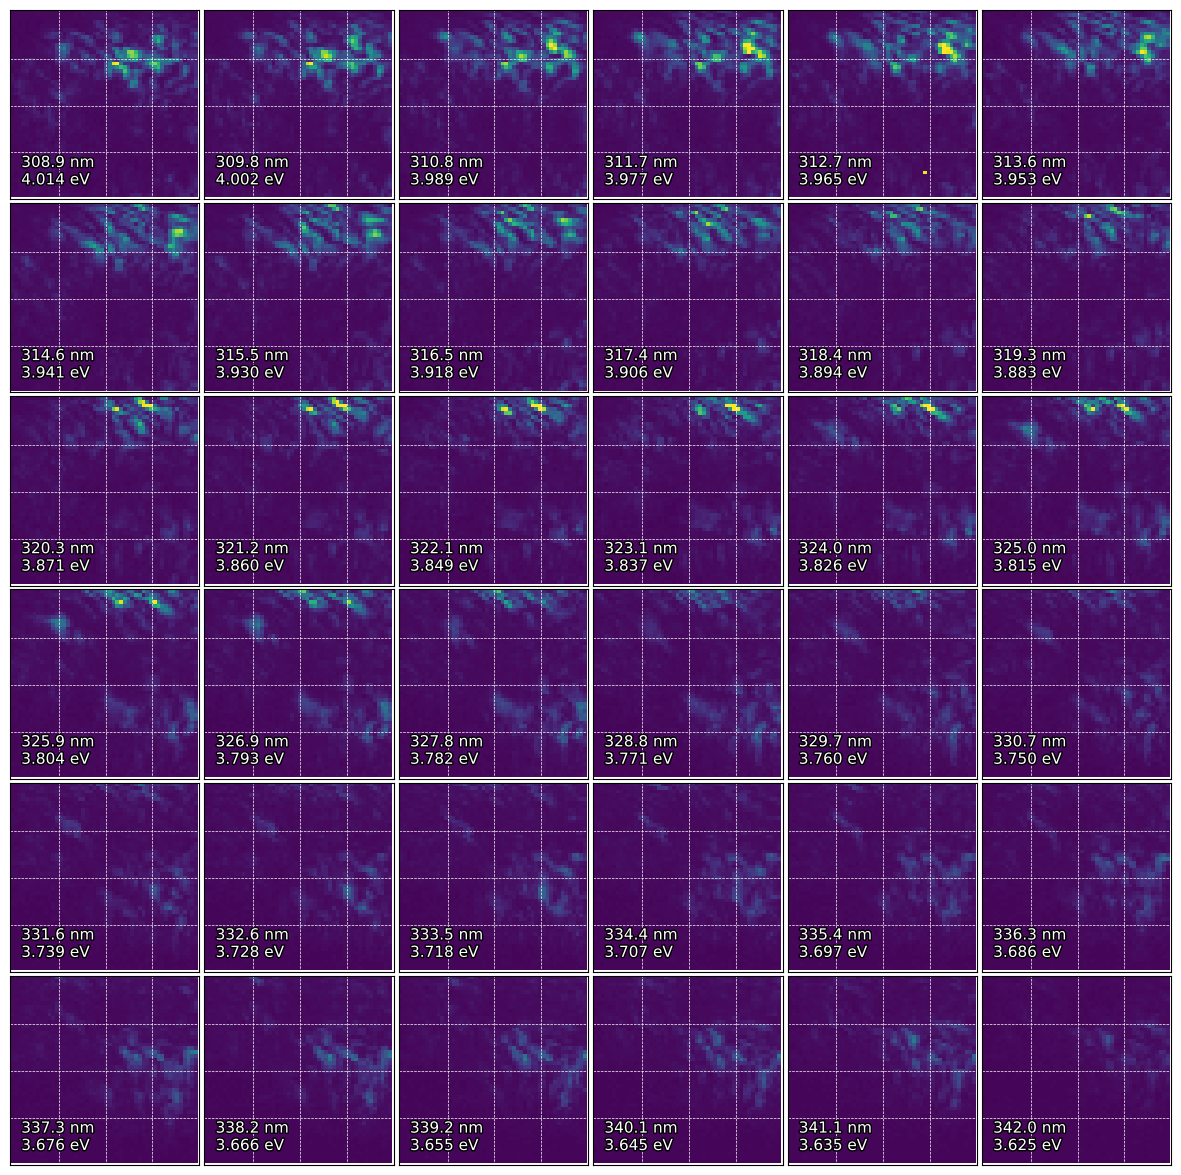 308.9 nm
4.014 eV
309.8 nm
4.002 eV
310.8 nm
3.989 eV
311.7 nm
3.977 eV
312.7 nm
3.965 eV
313.6 nm
3.953 eV
314.6 nm
3.941 eV
315.5 nm
3.930 eV
316.5 nm
3.918 eV
317.4 nm
3.906 eV
318.4 nm
3.894 eV
319.3 nm
3.883 eV
320.3 nm
3.871 eV
321.2 nm
3.860 eV
322.1 nm
3.849 eV
323.1 nm
3.837 eV
324.0 nm
3.826 eV
325.0 nm
3.815 eV
325.9 nm
3.804 eV
326.9 nm
3.793 eV
327.8 nm
3.782 eV
328.8 nm
3.771 eV
329.7 nm
3.760 eV
330.7 nm
3.750 eV
331.6 nm
3.739 eV
332.6 nm
3.728 eV
333.5 nm
3.718 eV
334.4 nm
3.707 eV
335.4 nm
3.697 eV
336.3 nm
3.686 eV
337.3 nm
3.676 eV
338.2 nm
3.666 eV
339.2 nm
3.655 eV
340.1 nm
3.645 eV
341.1 nm
3.635 eV
342.0 nm
3.625 eV